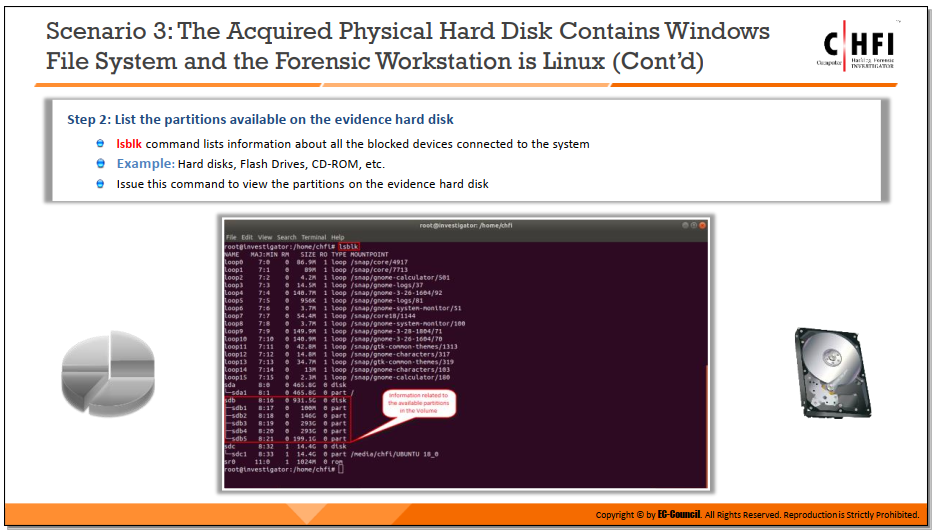 Scenario 3: The Acquired Physical Hard Disk Contains Windows
File System and the Forensic Workstation is Linux (Cont'd)
CHFI
Computer Hacking Forensic
INVESTIGATOR
Step 2: List the partitions available on the evidence hard disk
lsblk command lists information about all the blocked devices connected to the system
Example: Hard disks, Flash Drives, CD-ROM, etc.
Issue this command to view the partitions on the evidence hard disk
root@investigator: /home/chfi
File Edit View Search Terminal Help
root@investigator:/home/chfi# lsblk
NAME MAJ:MIN RM SIZE RO TYPE MOUNTPOINT
loop0 7:0 0 86.9M 1 loop /snap/core/4917
loop1 7:1 0 89M 1 loop /snap/core/7713
loop2 7:2 0 4.2M 1 loop /snap/gnome-calculator/501
loop3 7:3 0 14.5M 1 loop /snap/gnome-logs/37
loop4 7:4 0 140.7M 1 loop /snap/gnome-3-26-1604/92
loop5 7:5 0 956K 1 loop /snap/gnome-logs/81
loop6 7:6 0 3.7M 1 loop /snap/gnome-system-monitor/51
loop7 7:7 0 54.4M 1 loop /snap/core18/1144
loop8 7:8 0 3.7M 1 loop /snap/gnome-system-monitor/100
loop9 7:9 0 149.9M 1 loop /snap/gnome-3-28-1804/71
loop10 7:10 0 140.9M 1 loop /snap/gnome-3-26-1604/70
loop11 7:11 0 42.8M 1 loop /snap/gtk-common-themes/1313
loop12 7:12 0 14.8M 1 loop /snap/gnome-characters/317
loop13 7:13 0 34.7M 1 loop /snap/gtk-common-themes/319
loop14 7:14 0 13M 1 loop /snap/gnome-characters/103
loop15 7:15 0 2.3M 1 loop /snap/gnome-calculator/180
sda 8:0 0 465.8G 0 disk
└─sda1 8:1 0 465.8G 0 part /
sdb 8:16 0 931.5G 0 disk
├─sdb1 8:17 0 100M 0 part
├─sdb2 8:18 0 146G 0 part
├─sdb3 8:19 0 293G 0 part
├─sdb4 8:20 0 293G 0 part
└─sdb5 8:21 0 199.1G 0 part
sdc 8:32 1 14.4G 0 disk
└─sdc1 8:33 1 14.4G 0 part /media/chfi/UBUNTU 18_0
sr0 11:0 1 1024M 0 rom
root@investigator:/home/chfi#
Information related to
the available partitions
in the Volume
Copyright © by EC-Council. All Rights Reserved. Reproduction is Strictly Prohibited.